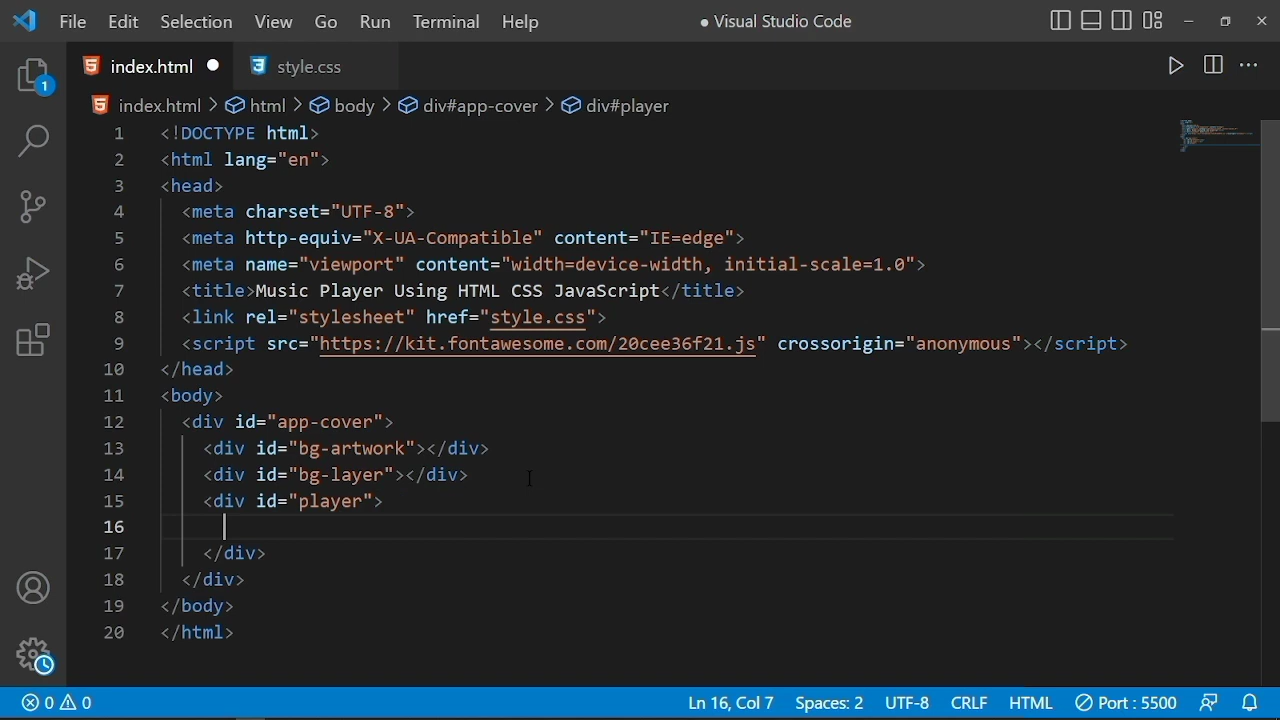 File Edit Selection View Go Run Terminal Help ● Visual Studio Code
index.html ● style.css
1
index.html > html > body > div#app-cover > div#player
1 <!DOCTYPE html>
2 <html lang="en">
3 <head>
4 <meta charset="UTF-8">
5 <meta http-equiv="X-UA-Compatible" content="IE=edge">
6 <meta name="viewport" content="width=device-width, initial-scale=1.0">
7 <title>Music Player Using HTML CSS JavaScript</title>
8 <link rel="stylesheet" href="style.css">
9 <script src="https://kit.fontawesome.com/20cee36f21.js" crossorigin="anonymous"></script>
10 </head>
11 <body>
12 <div id="app-cover">
13 <div id="bg-artwork"></div>
14 <div id="bg-layer"></div>
15 <div id="player">
16
17 </div>
18 </div>
19 </body>
20 </html>
0 0 Ln 16, Col 7 Spaces: 2 UTF-8 CRLF HTML Port : 5500